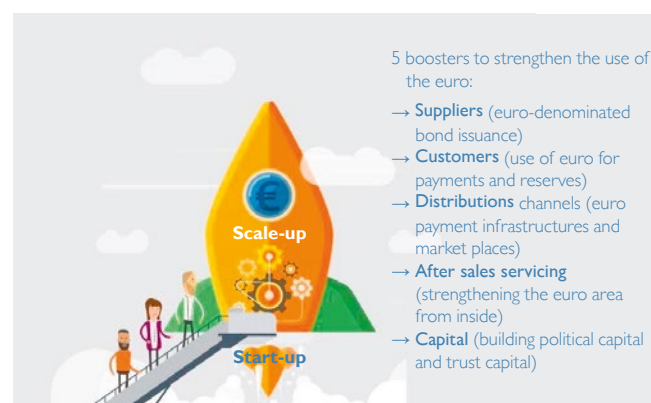 5 boosters to strengthen the use of
the euro:
→ Suppliers (euro-denominated
bond issuance)
→ Customers (use of euro for
payments and reserves)
→ Distributions channels (euro
payment infrastructures and
market places)
→ After sales servicing
(strengthening the euro area
from inside)
→ Capital (building political capital
and trust capital)
€
Scale-up
Start-up